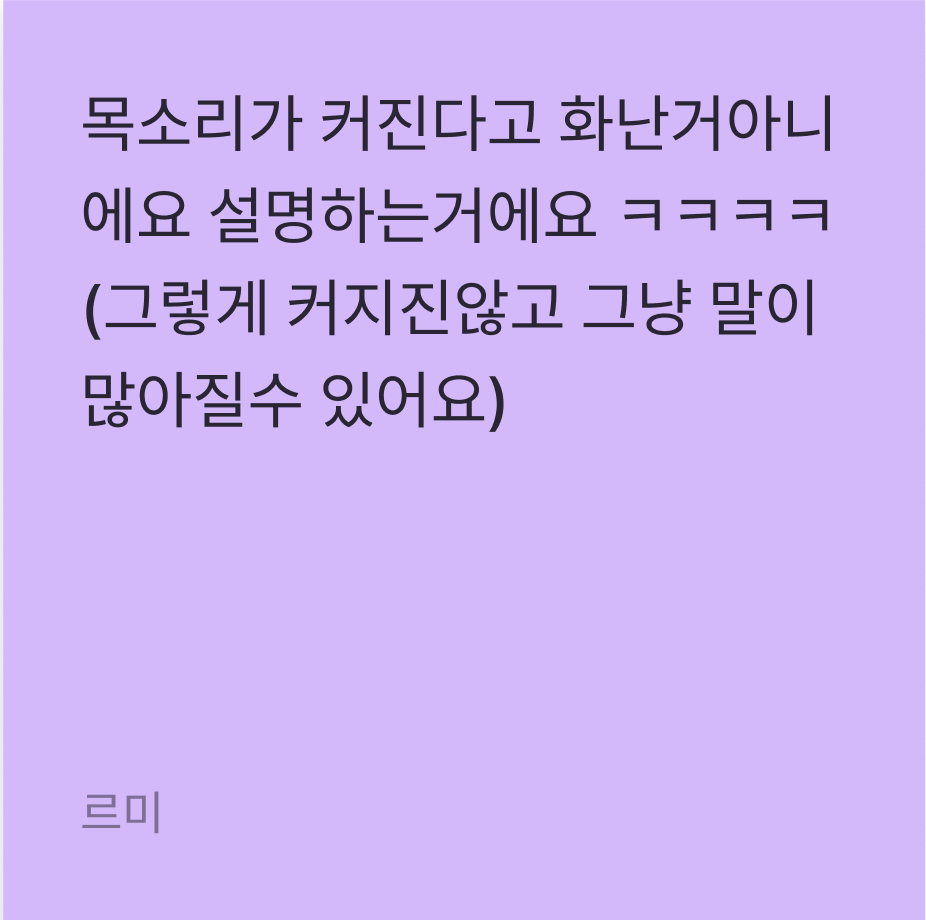 목소리가 커진다고 화난거아니
에요 설명하는거에요 ㅋㅋㅋㅋ
(그렇게 커지진않고 그냥 말이
많아질수 있어요)
르미